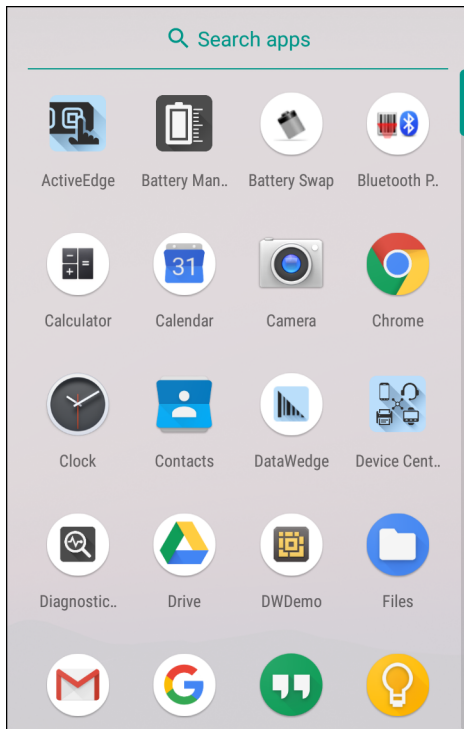 Search apps
ActiveEdge Battery Man.. Battery Swap Bluetooth P..
31
Calculator Calendar Camera Chrome
Clock Contacts DataWedge Device Cent..
Diagnostic.. Drive DWDemo Files